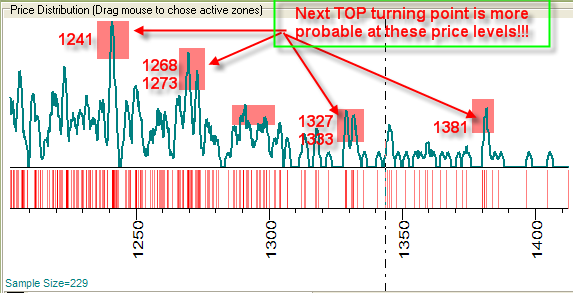 Price Distribution (Drag mouse to chose active zones)
Next TOP turning point is more
probable at these price levels!!!
1241
1268
1273
1327
1333
1381
1250
1300
1350
1400
Sample Size=229